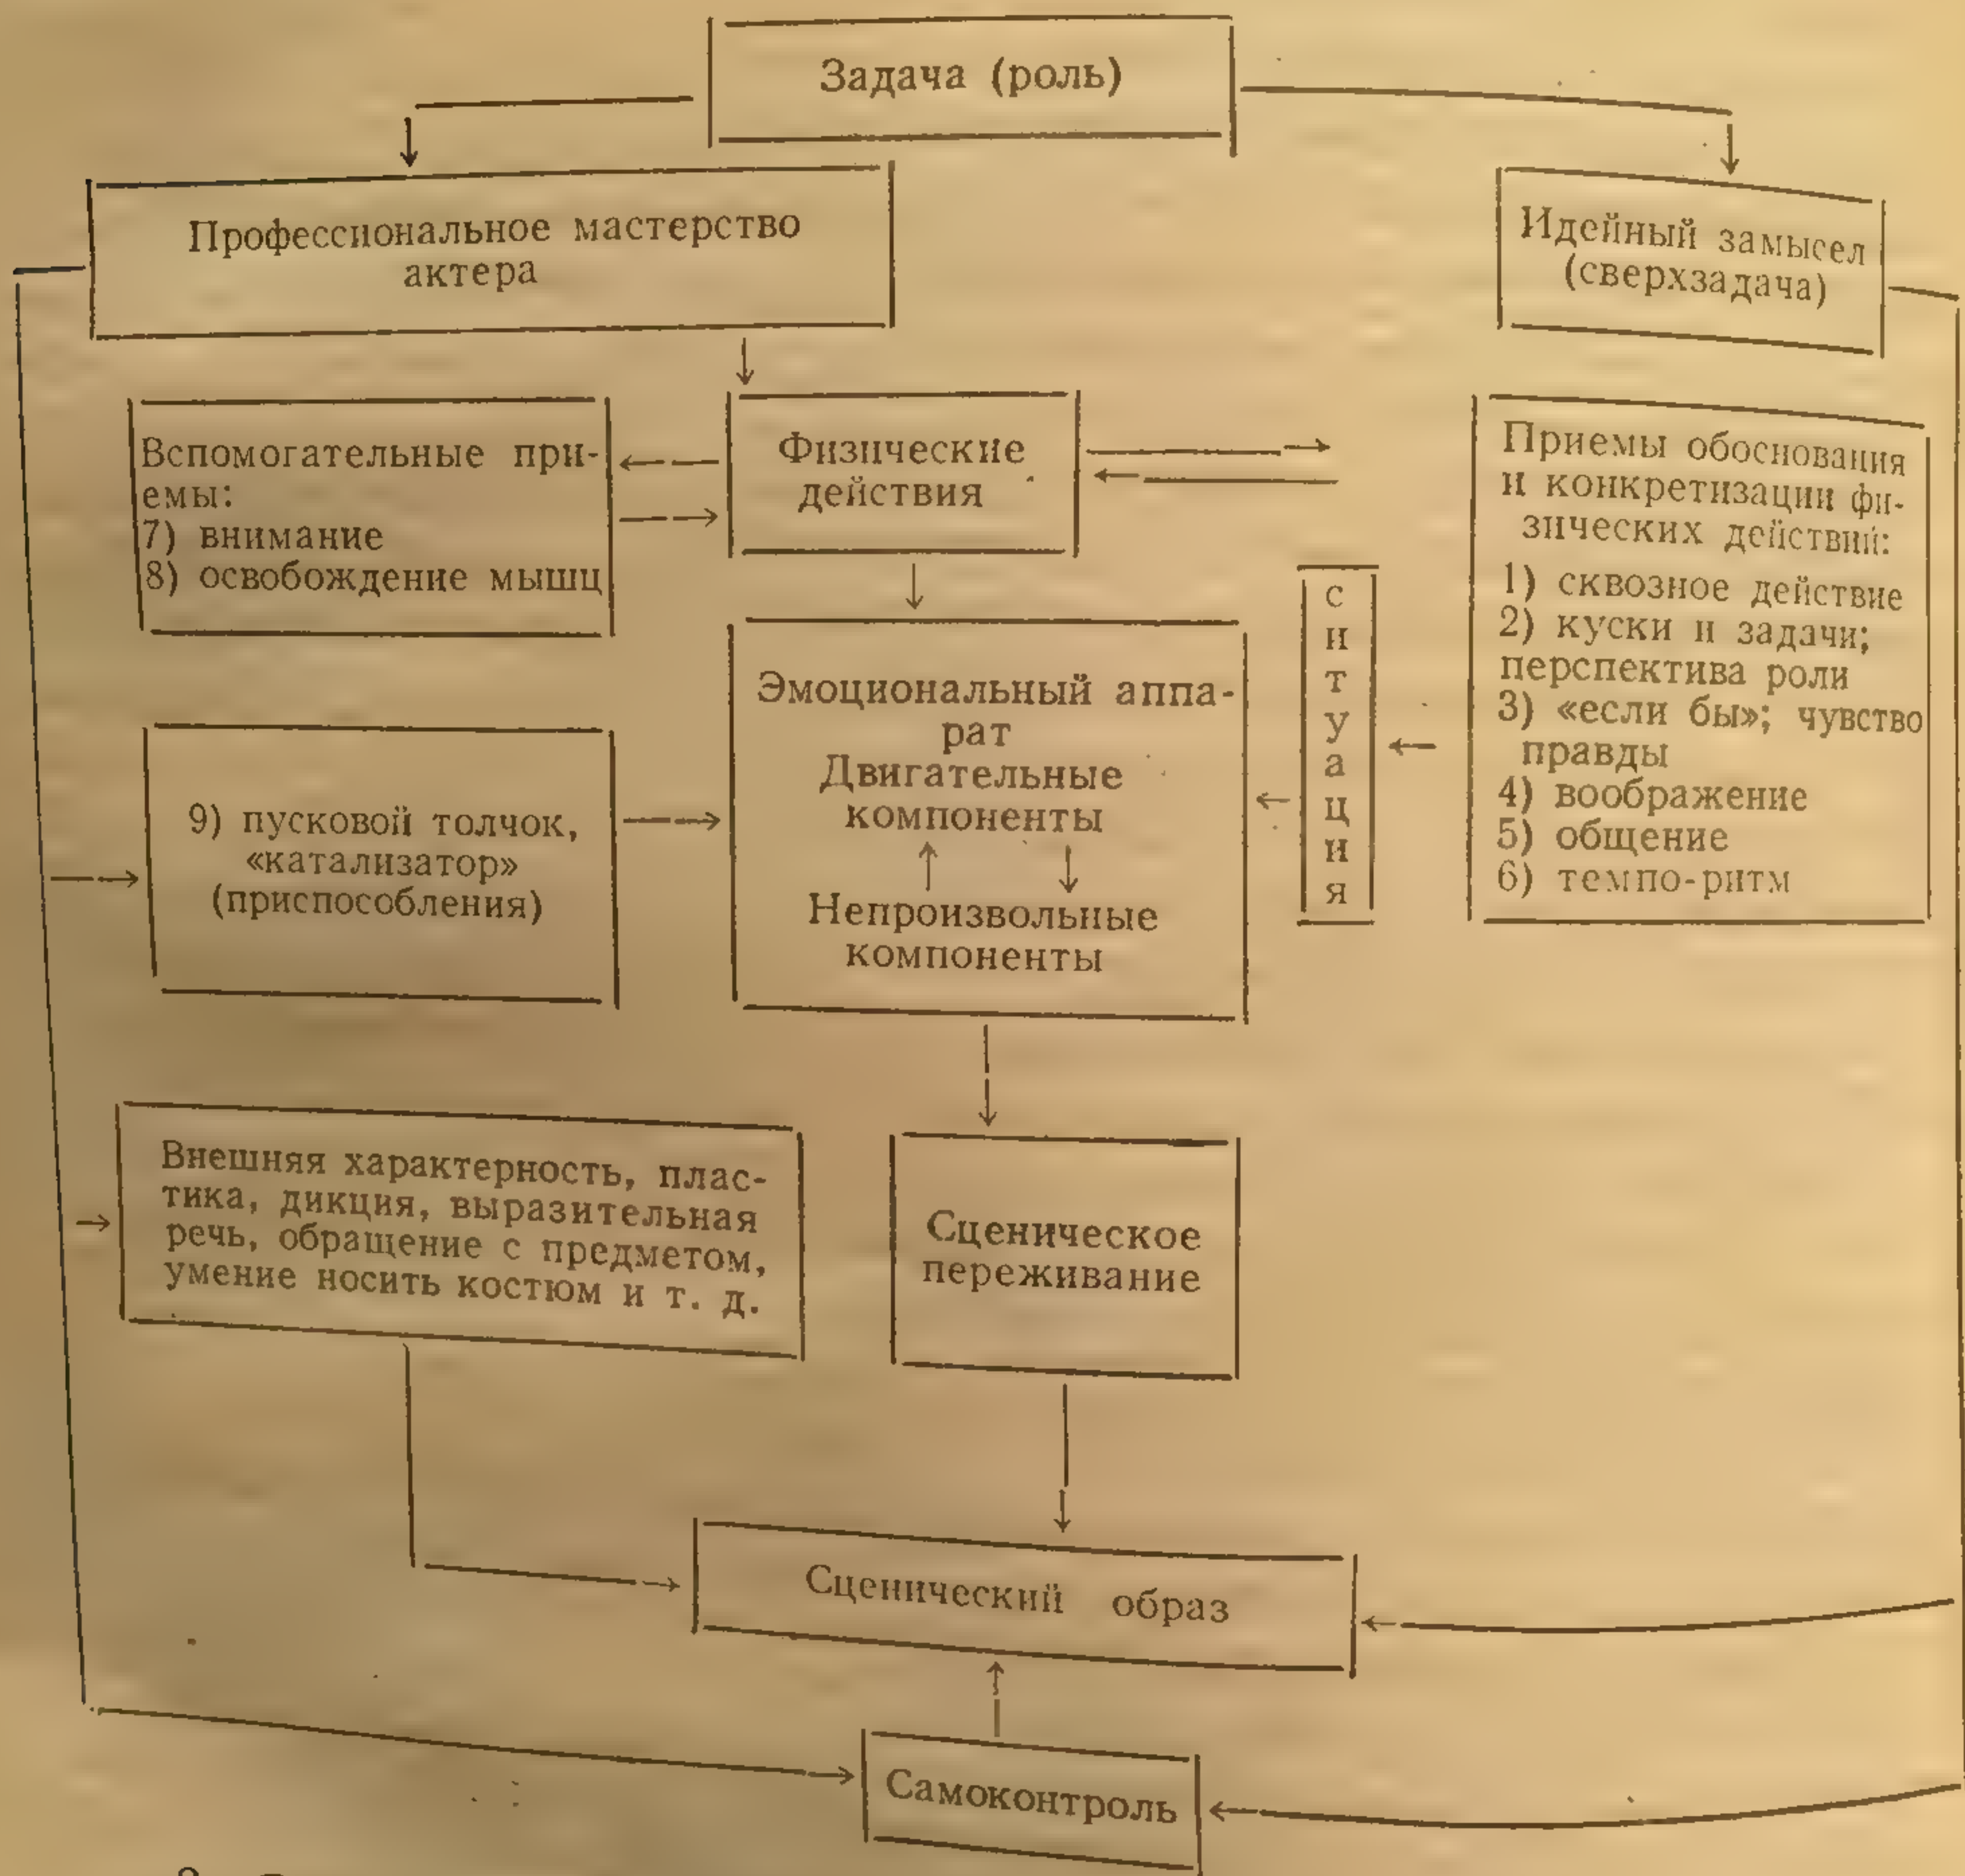 Задача (роль)
Профессиональное мастерство
актера
Идейный замысел
(сверхзадача)
Вспомогательные при-
емы:
7) внимание
8) освобождение мышц
Физические
действия
Приемы обоснования
и конкретизации фи-
зических действий:
1) сквозное действие
2) куски и задачи;
перспектива роли
3) «если бы»; чувство
правды
4) воображение
5) общение
6) темпо-ритм
с
и
т
у
а
ц
и
я
Эмоциональный аппа-
рат
Двигательные
компоненты
Непроизвольные
компоненты
9) пусковой толчок,
«катализатор»
(приспособления)
Внешняя характерность, плас-
тика, дикция, выразительная
речь, обращение с предметом,
умение носить костюм и т. д.
Сценическое
переживание
Сценический образ
Самоконтроль